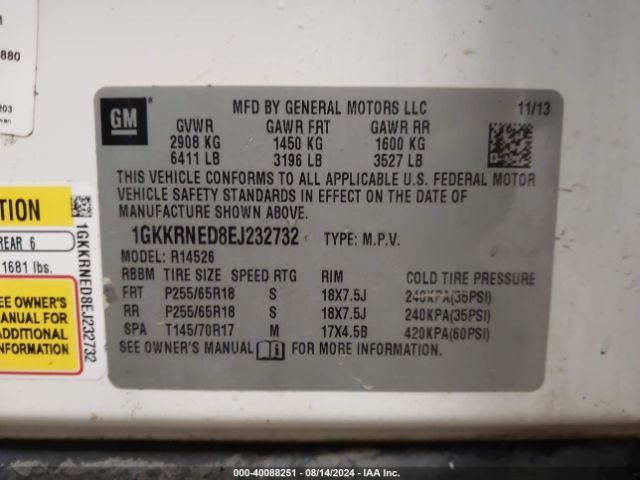 880
203
TION
REAR 6
1681 lbs.
SEE OWNER'S
MANUAL FOR
ADDITIONAL
INFORMATION
1GKKRNED8EJ232732
GM
MFD BY GENERAL MOTORS LLC 11/13
GVWR GAWR FRT GAWR RR
2908 KG 1450 KG 1600 KG
6411 LB 3196 LB 3527 LB
THIS VEHICLE CONFORMS TO ALL APPLICABLE U.S. FEDERAL MOTOR
VEHICLE SAFETY STANDARDS IN EFFECT ON THE DATE OF
MANUFACTURE SHOWN ABOVE.
1GKKRNED8EJ232732 TYPE: M.P.V.
MODEL: R14526
RBBM TIRE SIZE SPEED RTG RIM COLD TIRE PRESSURE
FRT P255/65R18 S 18X7.5J 240KPA(35PSI)
RR P255/65R18 S 18X7.5J 240KPA(35PSI)
SPA T145/70R17 M 17X4.5B 420KPA(60PSI)
SEE OWNER'S MANUAL FOR MORE INFORMATION
000-40088251 - 08/14/2024 - IAA Inc.